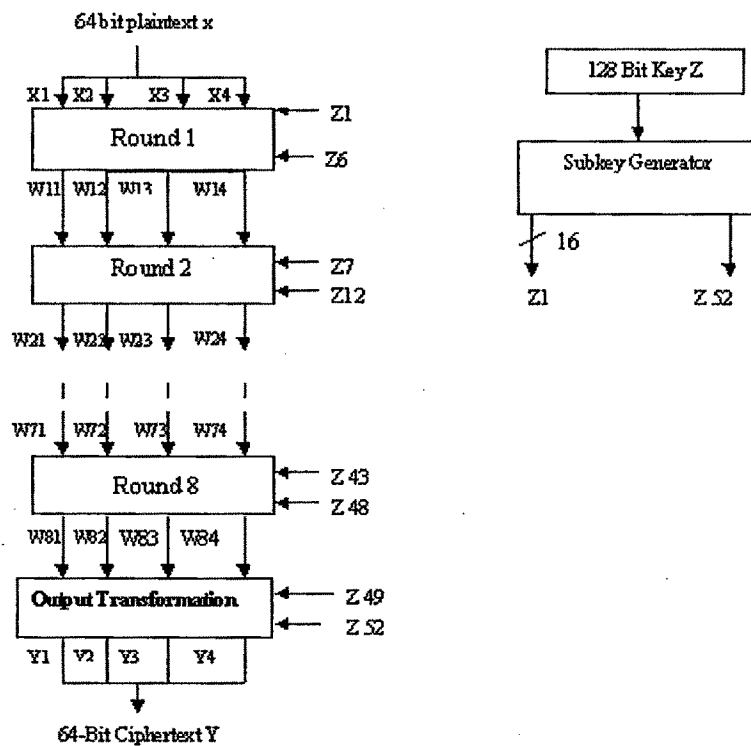 64 bit plaintext x
X1 X2 X3 X4
Z1
Round 1
Z6
W11 W12 W13 W14
Z7
Round 2
Z12
W21 W23 W23 W24
W71 W72 W73 W74
Z 43
Round 8
Z 48
W81 W82 W83 W84
Output Transformation
Z 49
Z 52
Y1 Y2 Y3 Y4
64-Bit Ciphertext Y
128 Bit Key Z
Subkey Generator
16
Z1 Z 52